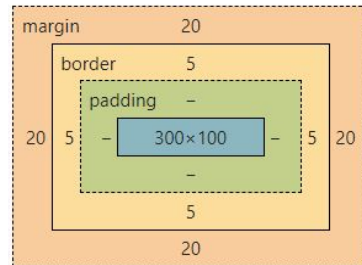 margin 20
border 5
padding –
20 5 – 300×100 – 5 20
–
5
20